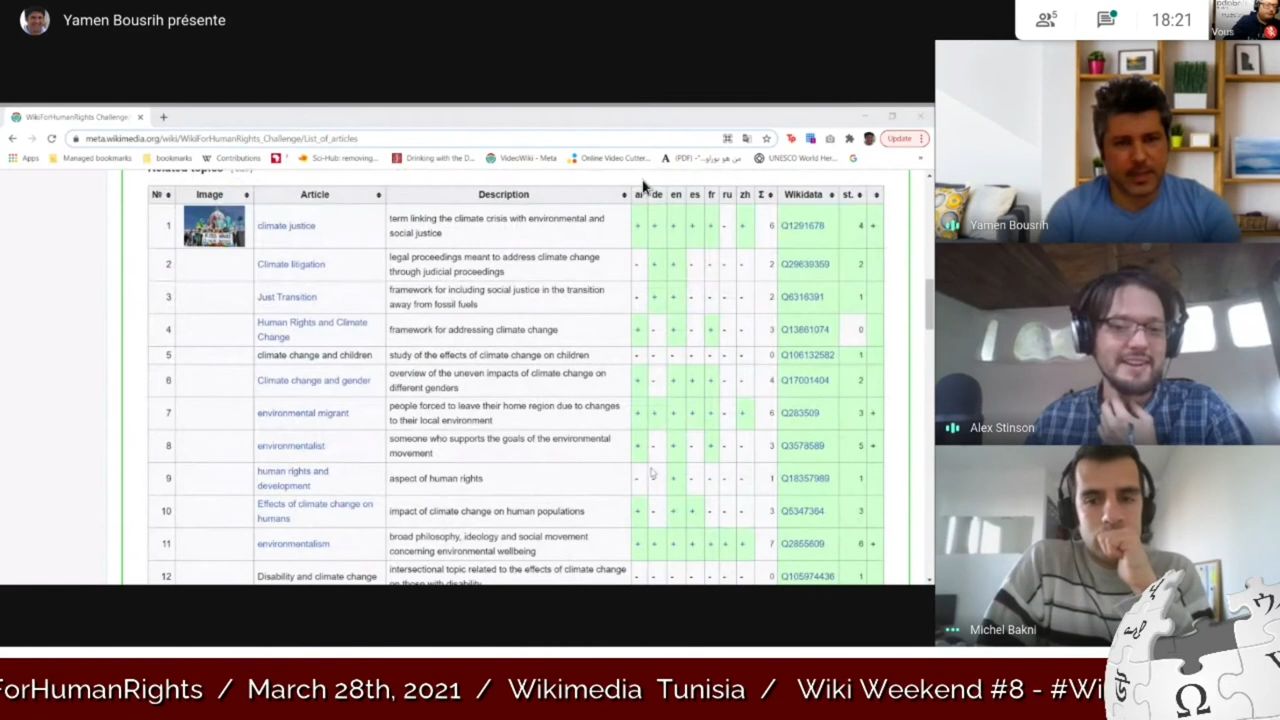 Yamen Bousrih présente
5
18:21
Vous
WikiForHumanRights Challenge
meta.wikimedia.org/wiki/WikiForHumanRights_Challenge/List_of_articles
Update
Apps Managed bookmarks bookmarks Contributions Sci-Hub: removing... Drinking with the D... VideoWiki - Meta Online Video Cutter... (PDF) UNESCO World Her...
№ Image Article Description ar de en es fr ru zh Σ Wikidata st.
1 climate justice term linking the climate crisis with environmental and social justice + + + + + - + 6 Q1291678 4 +
2 Climate litigation legal proceedings meant to address climate change through judicial proceedings - + + - - - - 2 Q29639359 2
3 Just Transition framework for including social justice in the transition away from fossil fuels - + + - - - - 2 Q6316391 1
4 Human Rights and Climate Change framework for addressing climate change + - + - + - - 3 Q13861074 0
5 climate change and children study of the effects of climate change on children - - - - - - - 0 Q106132582 1
6 Climate change and gender overview of the uneven impacts of climate change on different genders + - + + + - - 4 Q17001404 2
7 environmental migrant people forced to leave their home region due to changes to their local environment + + + + + - + 6 Q283509 3 +
8 environmentalist someone who supports the goals of the environmental movement + - + - + - - 3 Q3578589 5 +
9 human rights and development aspect of human rights - + - - - - 1 Q18357989 1
10 Effects of climate change on humans impact of climate change on human populations + - + + - - - 3 Q5347364 3
11 environmentalism broad philosophy, ideology and social movement concerning environmental wellbeing + + + + + + + 7 Q2855609 6 +
12 Disability and climate change intersectional topic related to the effects of climate change on those with disability - - - - - - - 0 Q105974436 1
Yamen Bousrih
Alex Stinson
Michel Bakni
ForHumanRights / March 28th, 2021 / Wikimedia Tunisia / Wiki Weekend #8 - #Wi
Ω